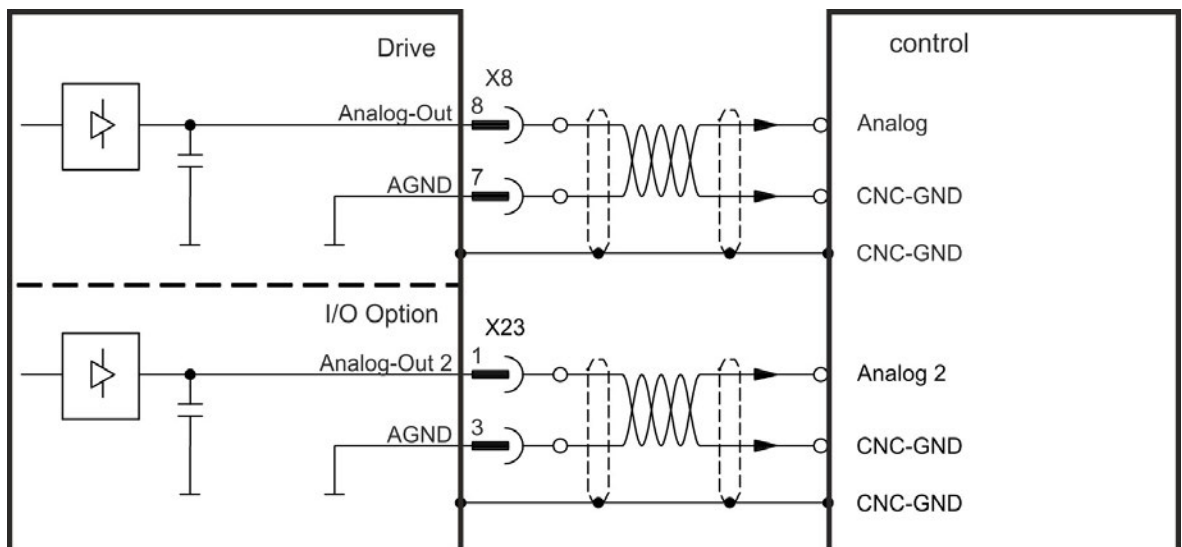 Drive
control
X8
Analog-Out 8
Analog
AGND 7
CNC-GND
CNC-GND
I/O Option
X23
Analog-Out 2 1
Analog 2
AGND 3
CNC-GND
CNC-GND